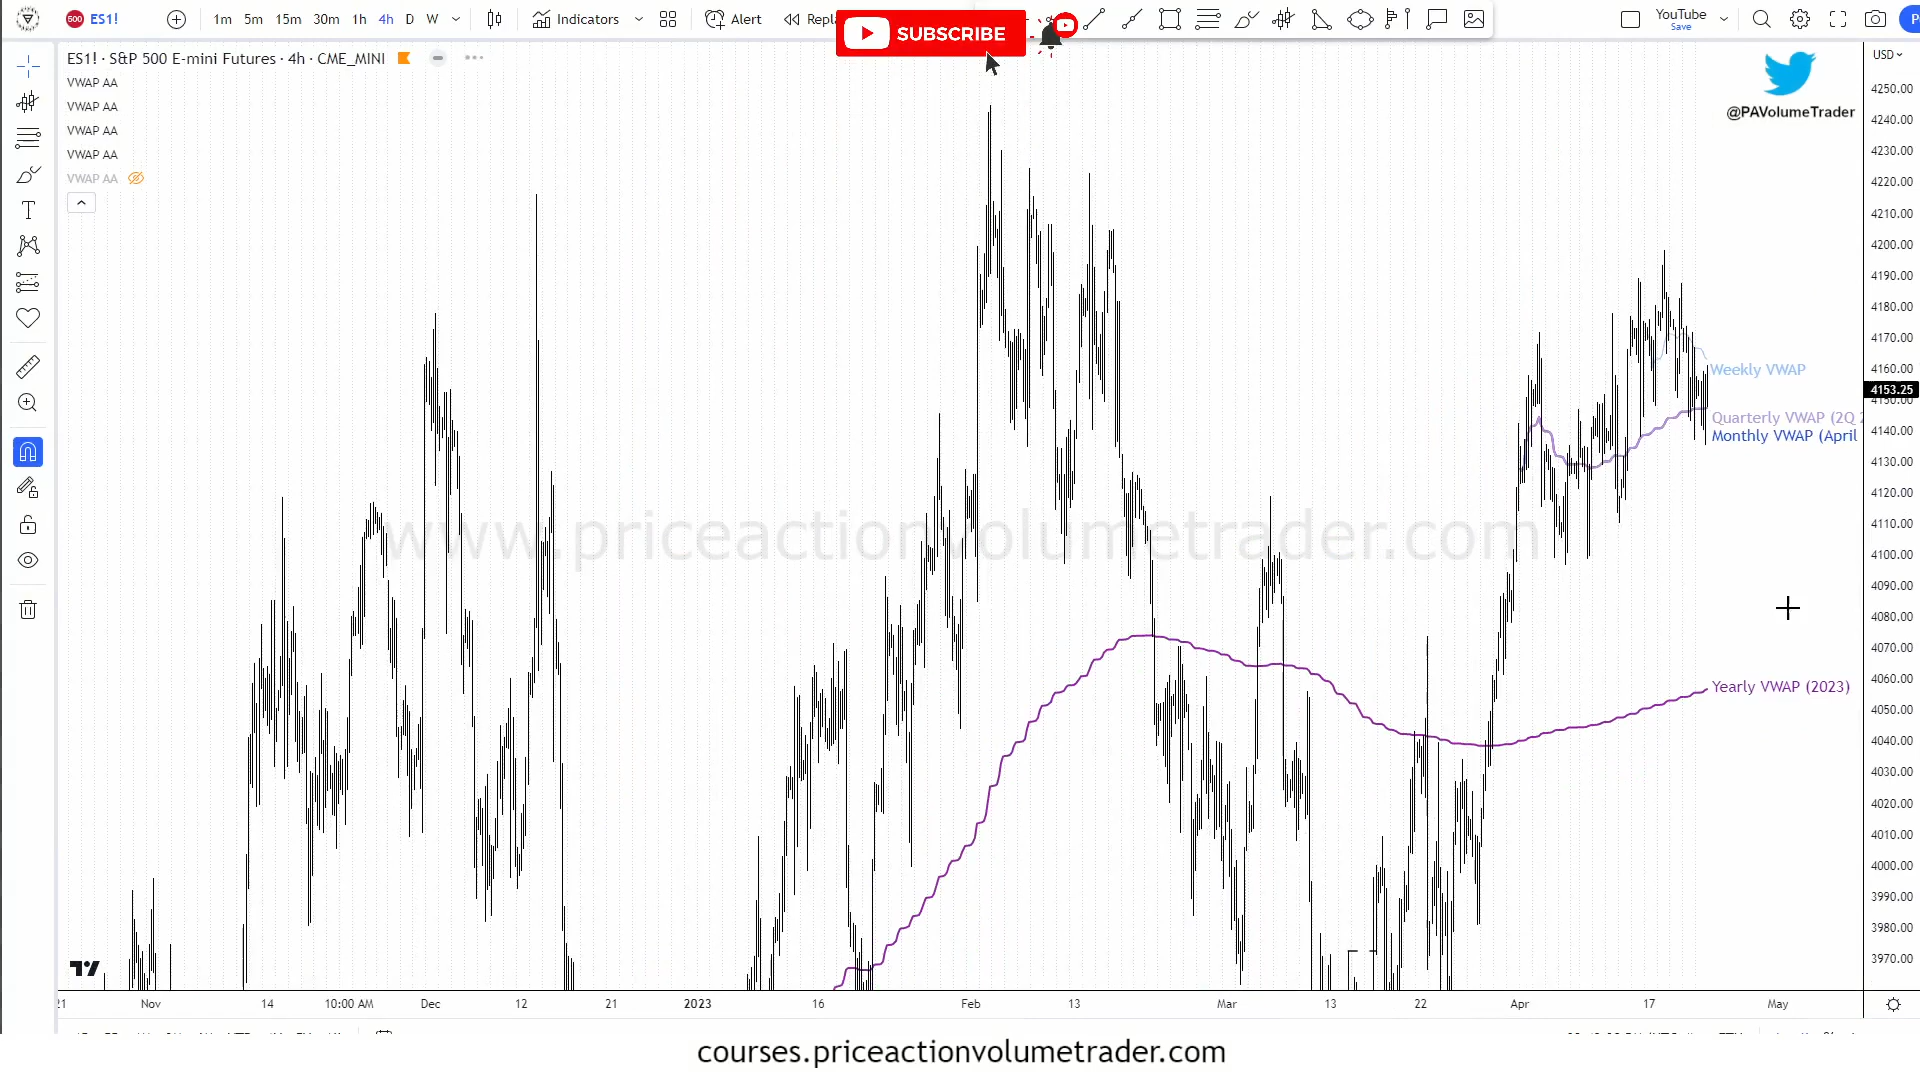 500 ES1! 1m 5m 15m 30m 1h 4h D W Indicators Alert YouTube
Save
SUBSCRIBE
ES1! · S&P 500 E-mini Futures · 4h · CME_MINI
USD
VWAP AA
VWAP AA
VWAP AA
VWAP AA
VWAP AA
@PAVolumeTrader
4250.00
4240.00
4230.00
4220.00
4210.00
4200.00
4190.00
4180.00
4170.00
4160.00
4153.25
4150.00
4140.00
4130.00
4120.00
4110.00
4100.00
4090.00
4080.00
4070.00
4060.00
4050.00
4040.00
4030.00
4020.00
4010.00
4000.00
3990.00
3980.00
3970.00
Weekly VWAP
Quarterly VWAP (2Q
Monthly VWAP (April
www.priceactionvolumetrader.com
Yearly VWAP (2023)
21 Nov 14 10:00 AM Dec 12 21 2023 16 Feb 13 Mar 13 22 Apr 17 May
courses.priceactionvolumetrader.com